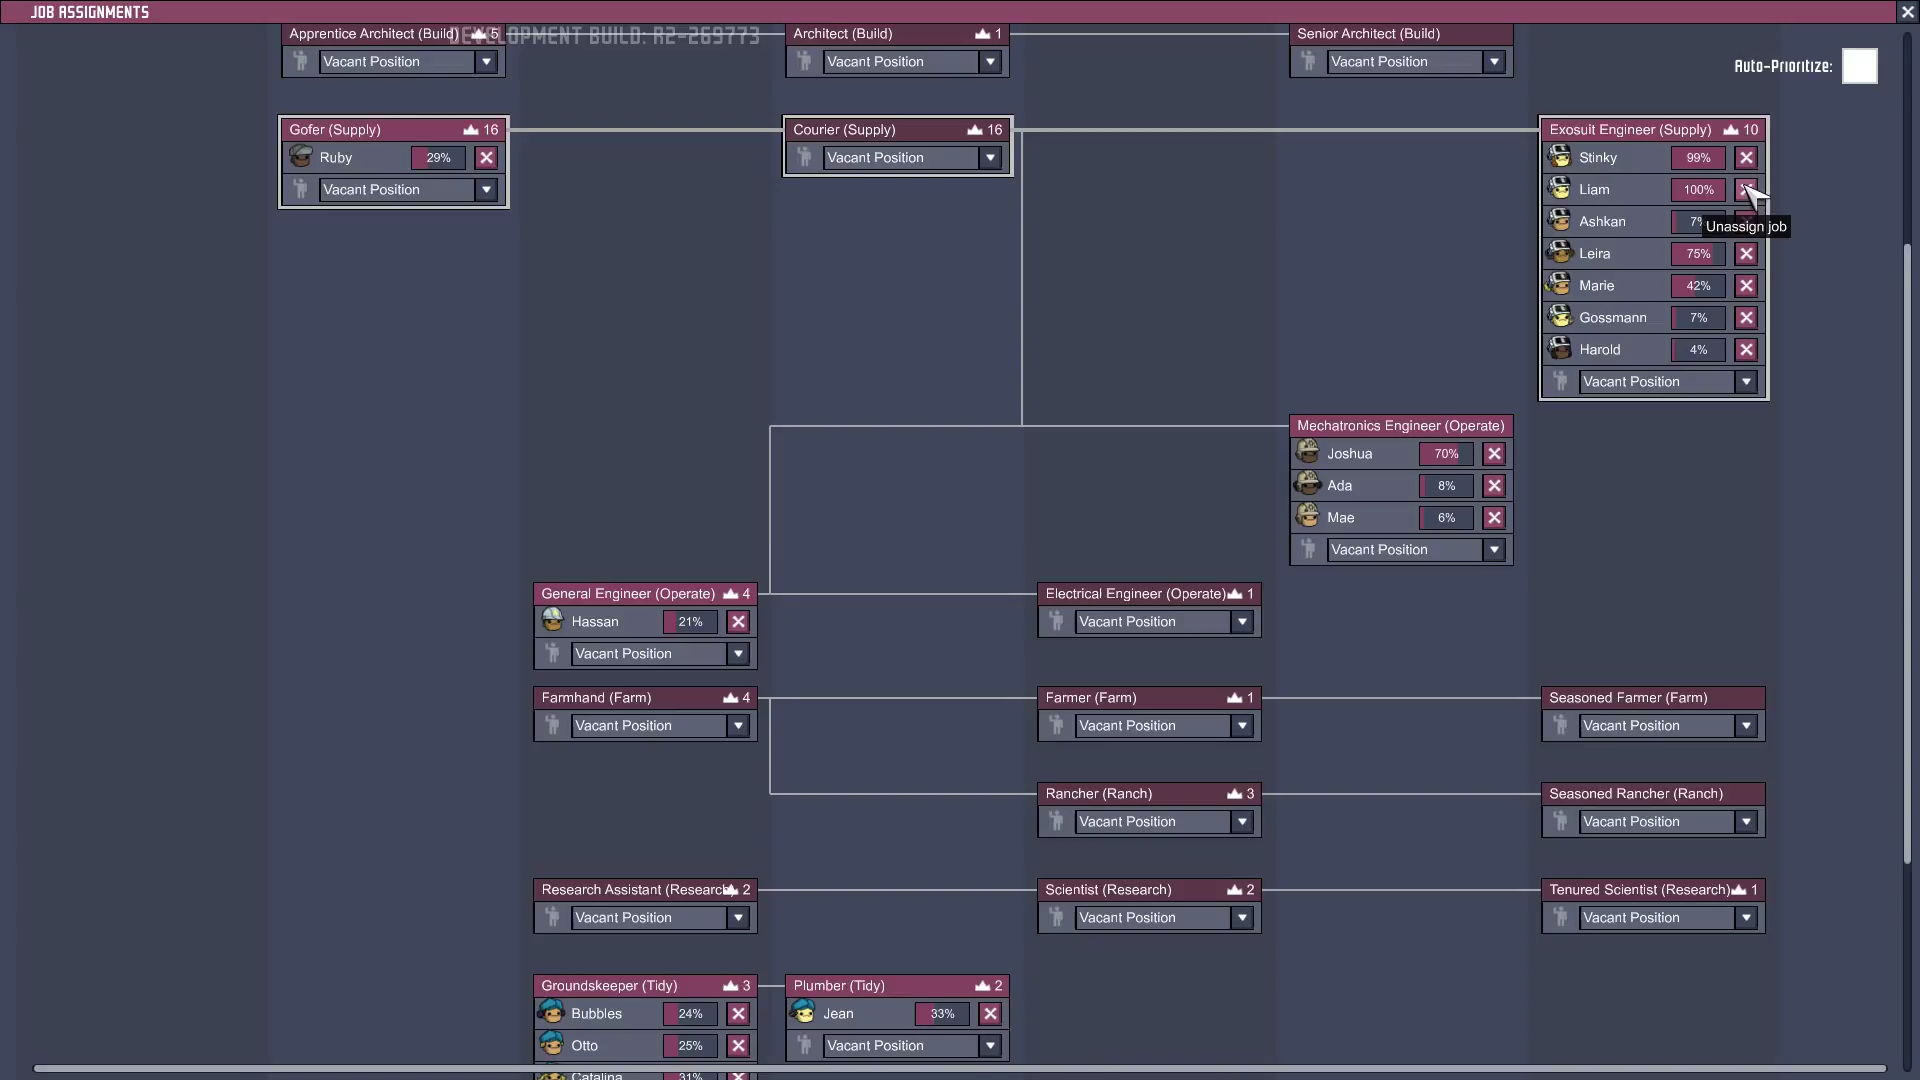 JOB ASSIGNMENTS
DEVELOPMENT BUILD: R2-269773
Auto-Prioritize:
Apprentice Architect (Build) 5
Vacant Position
Architect (Build) 1
Vacant Position
Senior Architect (Build)
Vacant Position
Gofer (Supply) 16
Ruby 29%
Vacant Position
Courier (Supply) 16
Vacant Position
Exosuit Engineer (Supply) 10
Stinky 99%
Liam 100%
Ashkan 7%
Unassign job
Leira 75%
Marie 42%
Gossmann 7%
Harold 4%
Vacant Position
Mechatronics Engineer (Operate)
Joshua 70%
Ada 8%
Mae 6%
Vacant Position
General Engineer (Operate) 4
Hassan 21%
Vacant Position
Electrical Engineer (Operate) 1
Vacant Position
Farmhand (Farm) 4
Vacant Position
Farmer (Farm) 1
Vacant Position
Seasoned Farmer (Farm)
Vacant Position
Rancher (Ranch) 3
Vacant Position
Seasoned Rancher (Ranch)
Vacant Position
Research Assistant (Research) 2
Vacant Position
Scientist (Research) 2
Vacant Position
Tenured Scientist (Research) 1
Vacant Position
Groundskeeper (Tidy) 3
Bubbles 24%
Otto 25%
Catalina 31%
Plumber (Tidy) 2
Jean 33%
Vacant Position